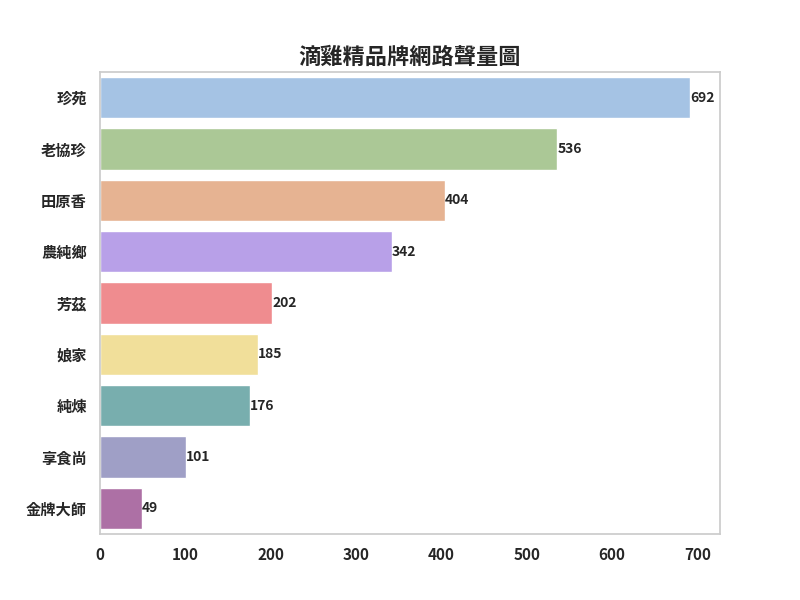 滴雞精品牌網路聲量圖
珍苑 692
老協珍 536
田原香 404
農純鄉 342
芳茲 202
娘家 185
純煉 176
享食尚 101
金牌大師 49
0 100 200 300 400 500 600 700